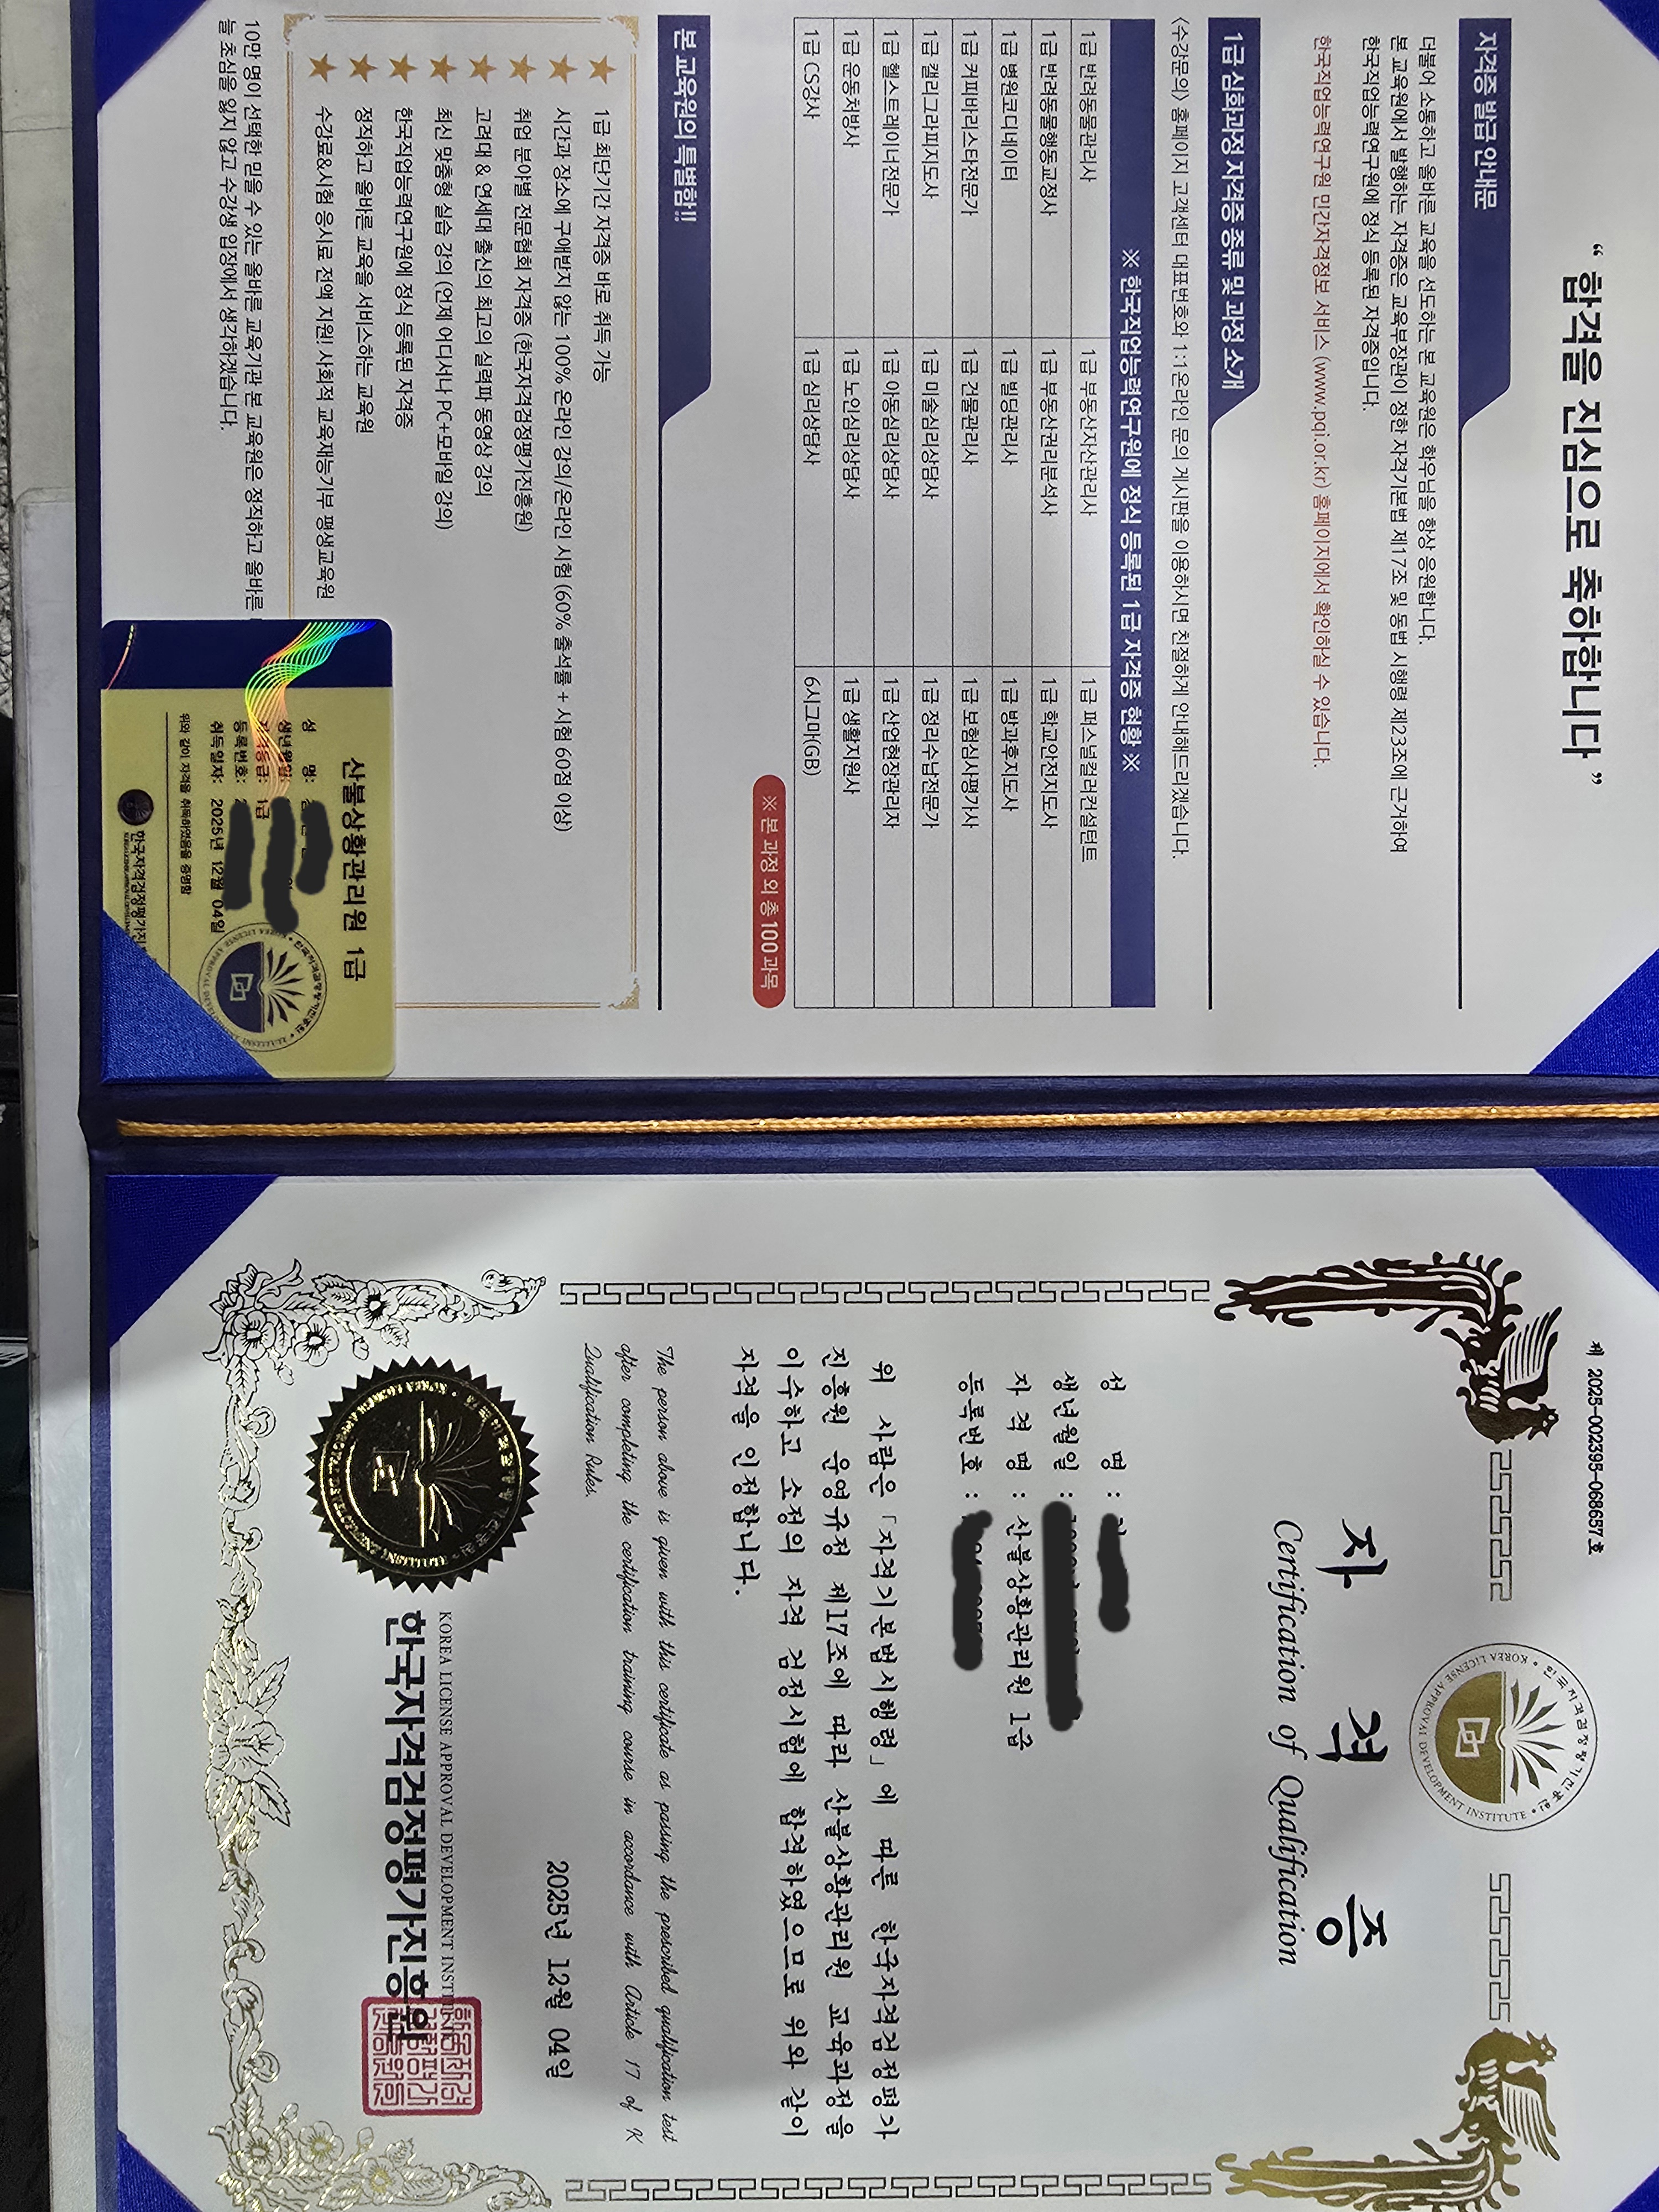 “ 합격을 진심으로 축하합니다 ”
자격증 발급 안내문
더불어 소통하고 올바른 교육을 선도하는 본 교육원은 학우님을 항상 응원합니다.
본 교육원에서 발행하는 자격증은 교육부장관이 정한 자격기본법 제17조 및 동법 시행령 제23조에 근거하여
한국직업능력연구원에 정식 등록된 자격증입니다.
한국직업능력연구원 민간자격정보 서비스 (www.pqi.or.kr) 홈페이지에서 확인하실 수 있습니다.
1급 심화과정 자격증 종류 및 과정 소개
<수강문의> 홈페이지 고객센터 대표번호와 1:1온라인 문의 게시판을 이용하시면 친절하게 안내해드리겠습니다.
※ 한국직업능력연구원에 정식 등록된 1급 자격증 현황 ※
1급 반려동물관리사 1급 부동산자산관리사 1급 퍼스널컬러컨설턴트
1급 반려동물행동교정사 1급 부동산권리분석사 1급 학교안전지도사
1급 병원코디네이터 1급 빌딩관리사 1급 방과후지도사
1급 커피바리스타전문가 1급 건물관리사 1급 보험심사평가사
1급 캘리그라피지도사 1급 미술심리상담사 1급 정리수납전문가
1급 헬스트레이너전문가 1급 아동심리상담사 1급 산업현장관리자
1급 운동처방사 1급 노인심리상담사 1급 생활지원사
1급 CS강사 1급 심리상담사 6시그마(GB)
※ 본 과정 외 총 100과목
본 교육원의 특별함!!
1급 최단기간 자격증 바로 취득 가능
시간과 장소에 구애받지 않는 100% 온라인 강의/온라인 시험 (60% 출석률 + 시험 60점 이상)
취업 분야별 전문협회 자격증 (한국자격검정평가진흥원)
고려대 & 연세대 출신의 최고의 실력파 동영상 강의
최신 맞춤형 실습 강의 (언제 어디서나 PC+모바일 강의)
한국직업능력연구원에 정식 등록된 자격증
정직하고 올바른 교육을 서비스하는 교육원
수강료&시험 응시료 전액 지원! 사회적 교육재능기부 평생교육원
10만 명이 선택한 믿을 수 있는 올바른 교육기관 본 교육원은 정직하고 올바른
늘 초심을 잃지 않고 수강생 입장에서 생각하겠습니다.
산불상황관리원 1급
성 명:
생년월일:
등급: 1급
등록번호:
취득일자: 2025년 12월 04일
위와 같이 자격을 취득하였음을 증명함
한국자격검정평가진
제 2025-002395-068657 호
한국자격검정평가진흥원
KOREA LICENSE APPROVAL DEVELOPMENT INSTITUTE
자 격 증
Certification of Qualification
성 명 :
생년월일 :
자 격 명 : 산불상황관리원 1급
등록번호 :
위 사람은 「자격기본법시행령」에 따른 한국자격검정평가
진흥원 운영규정 제17조에 따라 산불상황관리원 교육과정을
이수하고 소정의 자격 검정시험에 합격하였으므로 위와 같이
자격을 인정합니다.
The person above is given with this certificate as passing the prescribed qualification test
after completing the certification training course in accordance with Article 17 of K
Qualification Rules.
2025년 12월 04일
KOREA LICENSE APPROVAL DEVELOPMENT INSTIT
한국자격검정평가진흥원